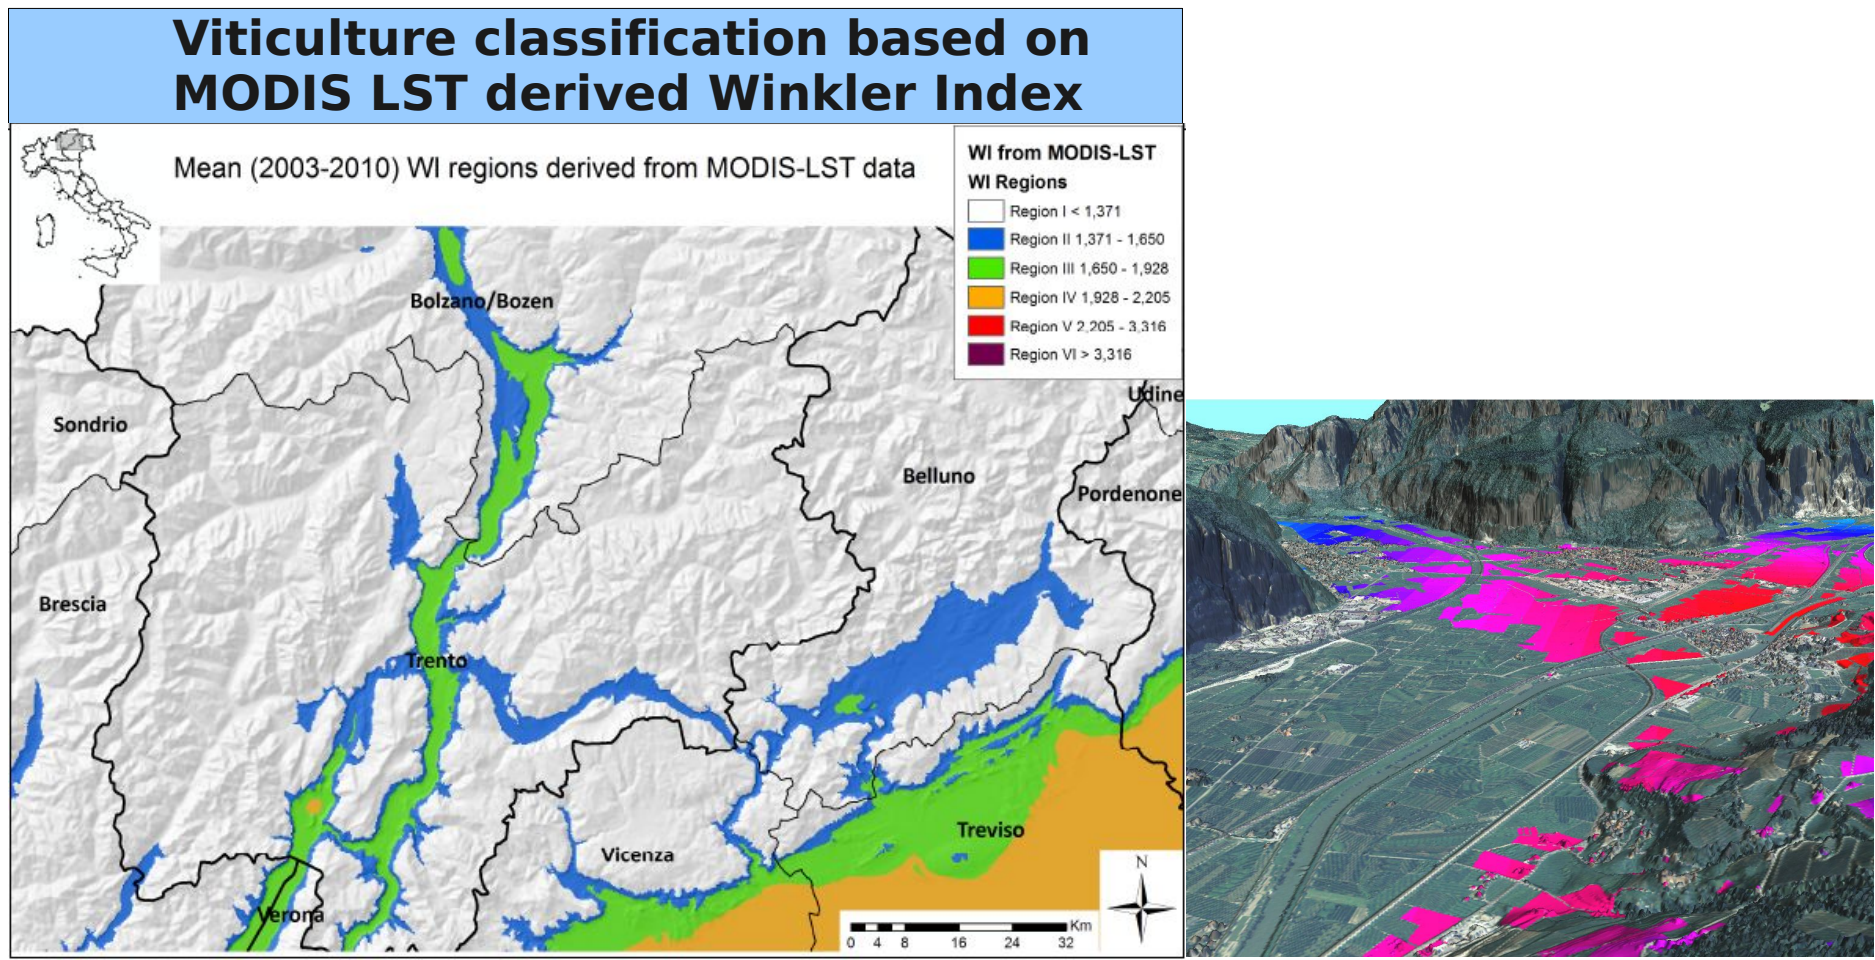 Viticulture classification based on
MODIS LST derived Winkler Index
Mean (2003-2010) WI regions derived from MODIS-LST data
WI from MODIS-LST
WI Regions
Region I < 1,371
Region II 1,371 - 1,650
Region III 1,650 - 1,928
Region IV 1,928 - 2,205
Region V 2,205 - 3,316
Region VI > 3,316
Bolzano/Bozen
Udine
Sondrio
Belluno
Pordenone
Brescia
Trento
Treviso
Vicenza
Verona
N
Km
0 4 8 16 24 32